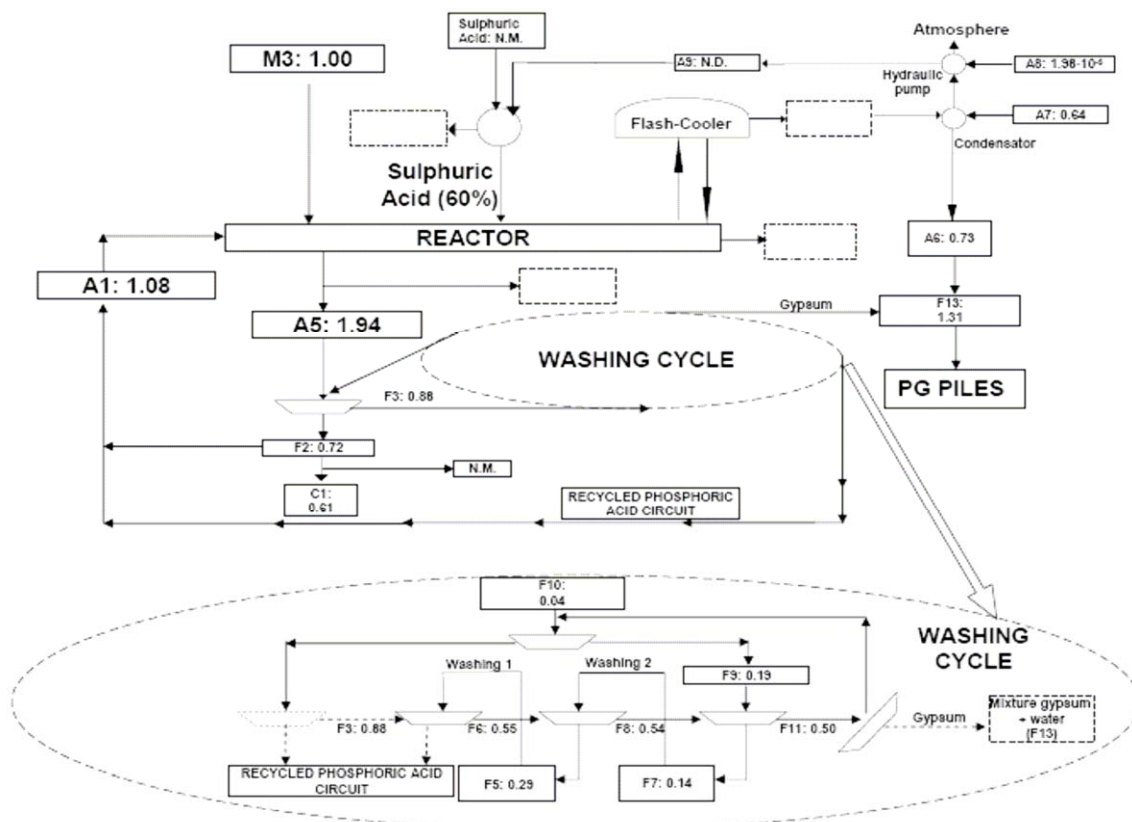 Sulphuric
Acid: N.M.
Atmosphere
M3: 1.00
A9: N.D.
A8: 1.98·10⁻⁵
Hydraulic
pump
Flash-Cooler
A7: 0.64
Condensator
Sulphuric
Acid (60%)
REACTOR
A6: 0.73
A1: 1.08
Gypsum
F13:
1.31
A5: 1.94
WASHING CYCLE
PG PILES
F3: 0.88
F2: 0.72
N.M.
C1:
0.61
RECYCLED PHOSPHORIC
ACID CIRCUIT
F10:
0.04
WASHING
CYCLE
Washing 1
Washing 2
F9: 0.19
F3: 0.88
F6: 0.55
F8: 0.54
F11: 0.50
Gypsum
Mixture gypsum
+ water
(F13)
RECYCLED PHOSPHORIC ACID
CIRCUIT
F5: 0.29
F7: 0.14